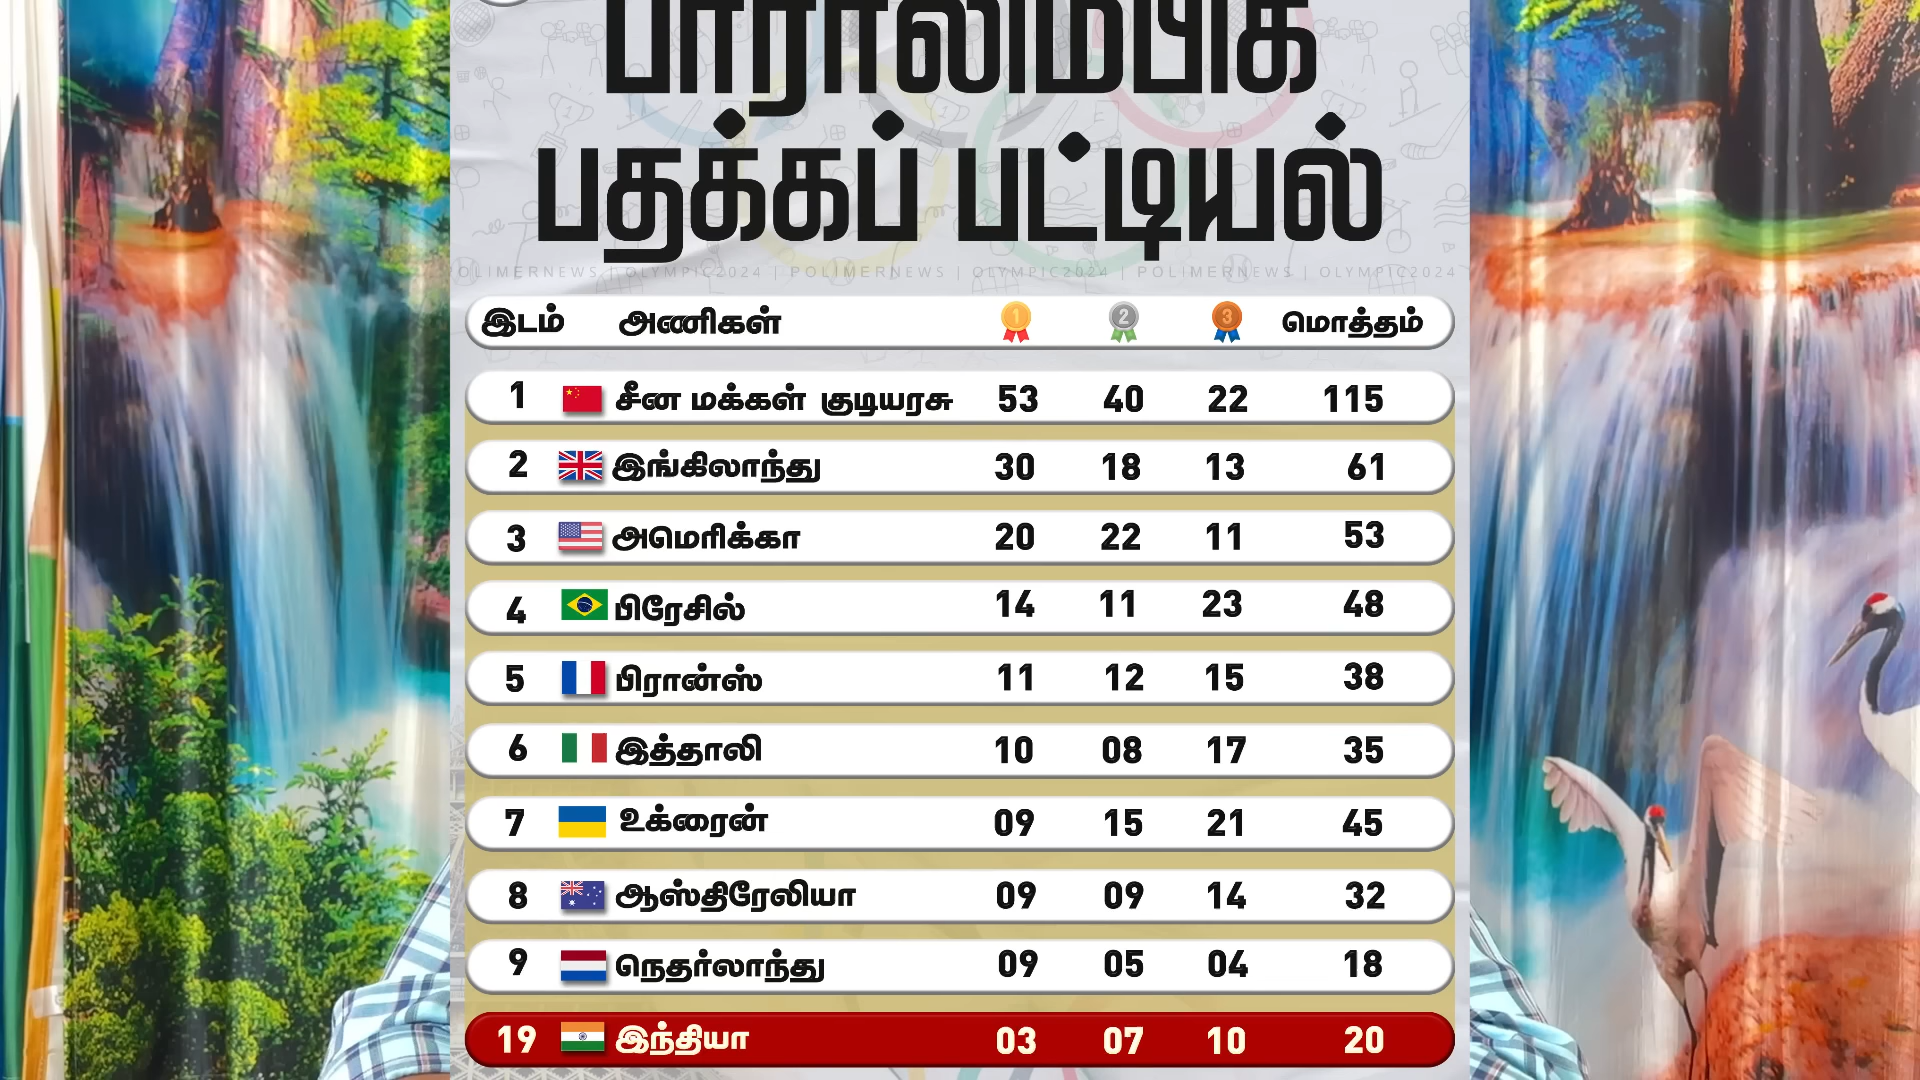 பாராலிம்பிக்
பதக்கப் பட்டியல்
POLIMERNEWS | OLYMPIC2024 | POLIMERNEWS | OLYMPIC2024 | POLIMERNEWS | OLYMPIC2024
இடம் அணிகள் 1 2 3 மொத்தம்
1 சீன மக்கள் குடியரசு 53 40 22 115
2 இங்கிலாந்து 30 18 13 61
3 அமெரிக்கா 20 22 11 53
4 பிரேசில் 14 11 23 48
5 பிரான்ஸ் 11 12 15 38
6 இத்தாலி 10 08 17 35
7 உக்ரைன் 09 15 21 45
8 ஆஸ்திரேலியா 09 09 14 32
9 நெதர்லாந்து 09 05 04 18
19 இந்தியா 03 07 10 20